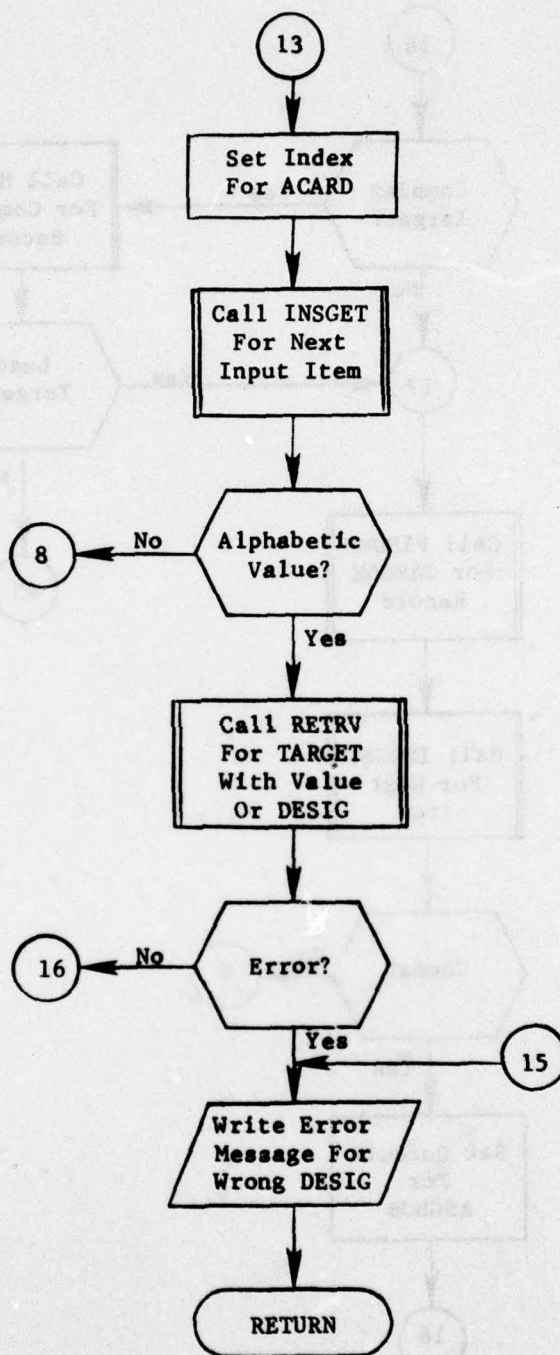 13
Set Index
For ACARD
Call INSGET
For Next
Input Item
Alphabetic
Value?
No
8
Yes
Call RETRV
For TARGET
With Value
Or DESIG
Error?
No
16
Yes
15
Write Error
Message For
Wrong DESIG
RETURN